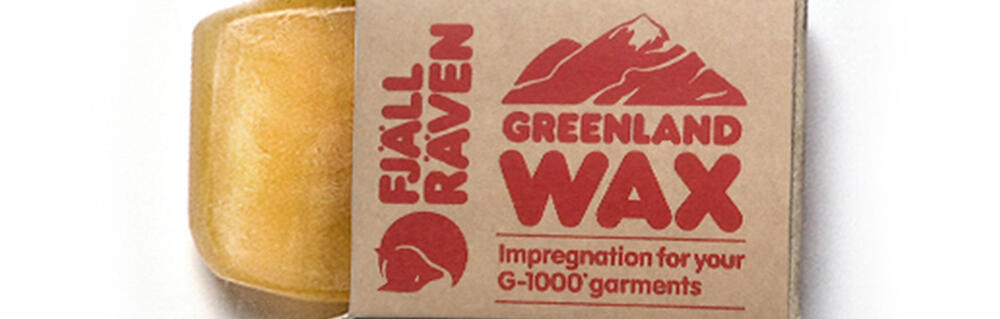 FJÄLL
RÄVEN
GREENLAND
WAX
Impregnation for your
G-1000® garments